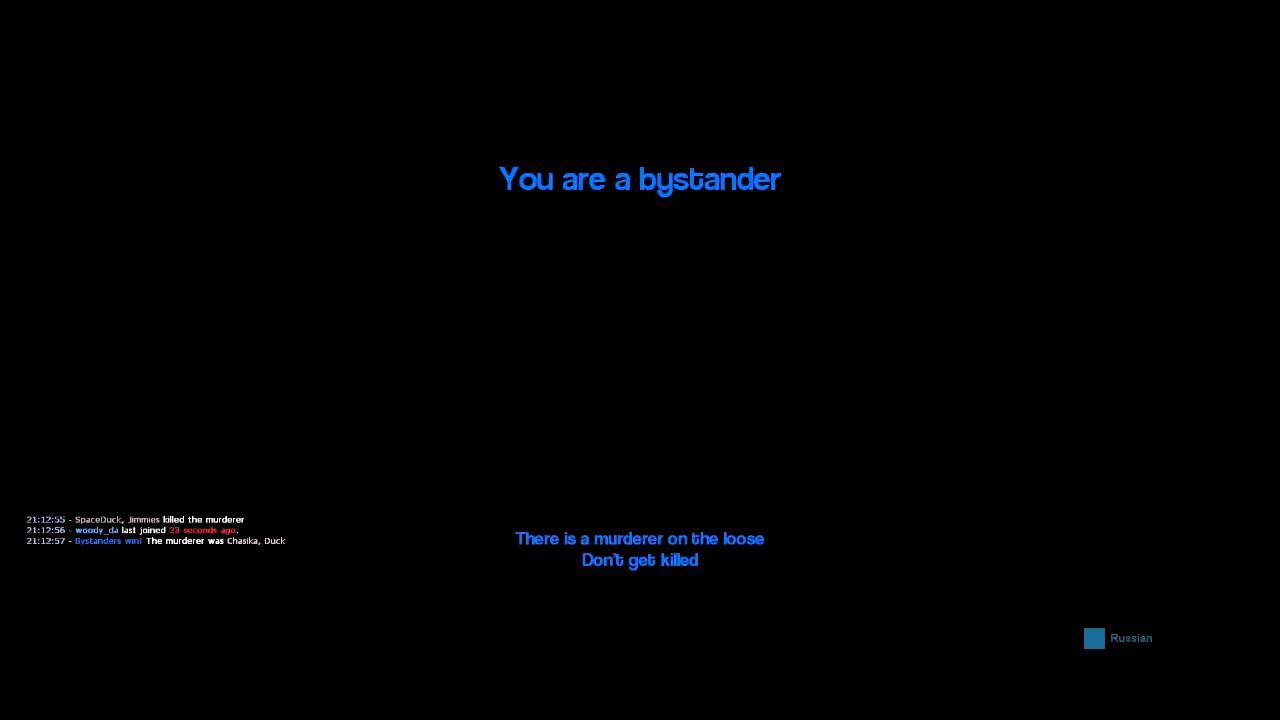 You are a bystander
21:12:55 - SpaceDuck, Jimmies killed the murderer
21:12:56 - woody_da last joined 33 seconds ago.
21:12:57 - Bystanders win! The murderer was Chasika, Duck
There is a murderer on the loose
Don't get killed
Russian